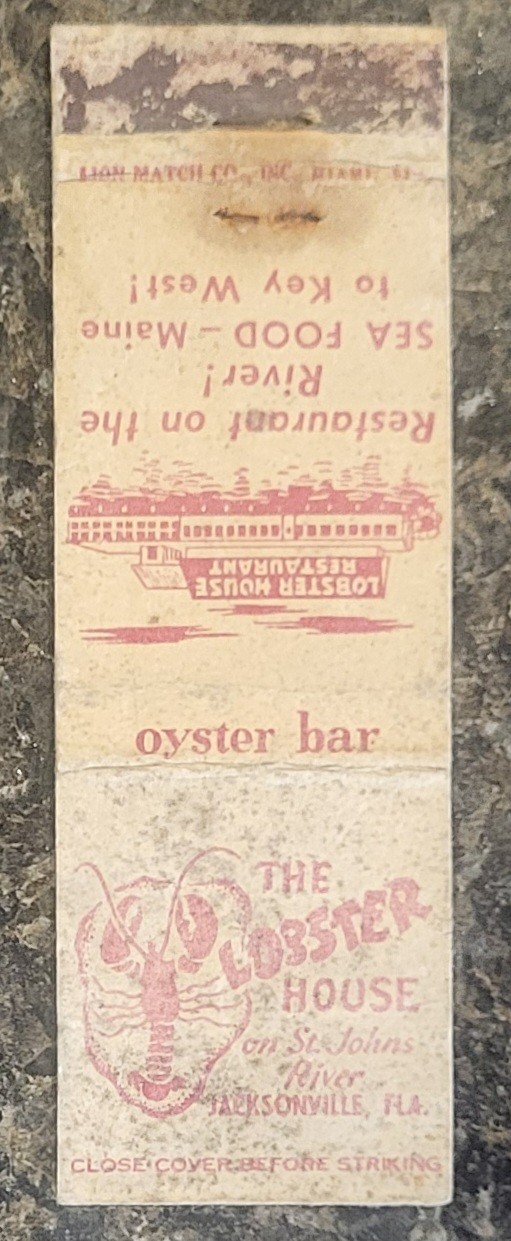 LION MATCH CO., INC. MIAMI
Restaurant on the
River!
SEA FOOD – Maine
to Key West!
LOBSTER HOUSE
RESTAURANT
oyster bar
THE
LOBSTER
HOUSE
on St. Johns
River
JACKSONVILLE, FLA.
CLOSE COVER BEFORE STRIKING